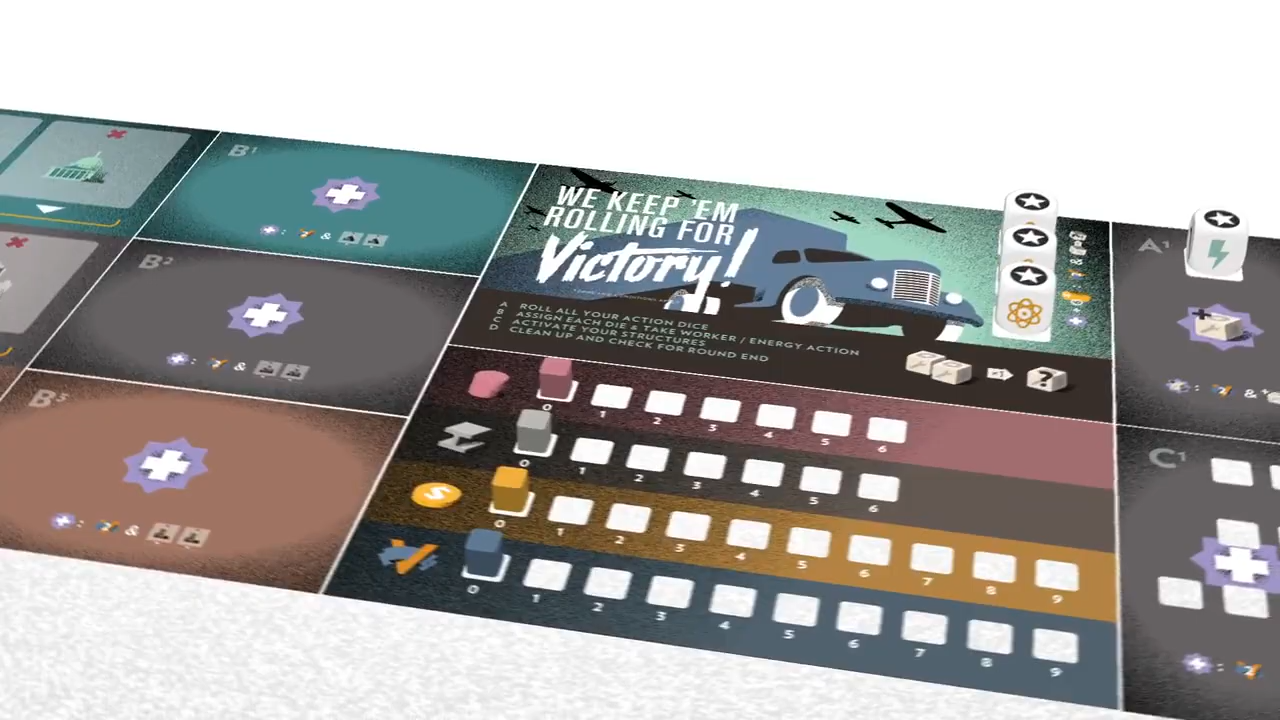 B¹
WE KEEP 'EM
ROLLING FOR
Victory!
A¹
B²
A ROLL ALL YOUR ACTION DICE
B ASSIGN EACH DIE & TAKE WORKER / ENERGY ACTION
C ACTIVATE YOUR STRUCTURES
D CLEAN UP AND CHECK FOR ROUND END
+1
?
&
0 1 2 3 4 5 6
C¹
0 1 2 3 4 5 6
$
0 1 2 3 4 5 6 7 8 9
0 1 2 3 4 5 6 7 8 9